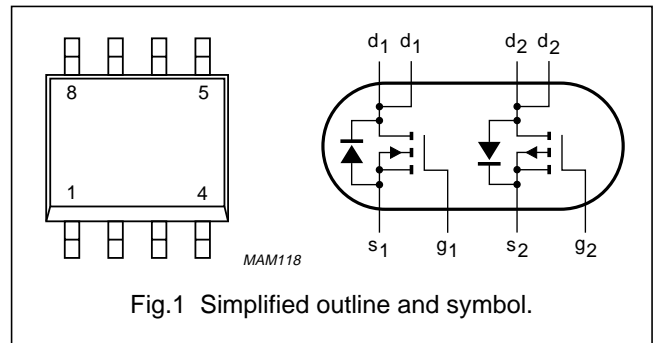 d1 d1 d2 d2
8 5
1 4
MAM118
s1 g1 s2 g2
Fig.1 Simplified outline and symbol.